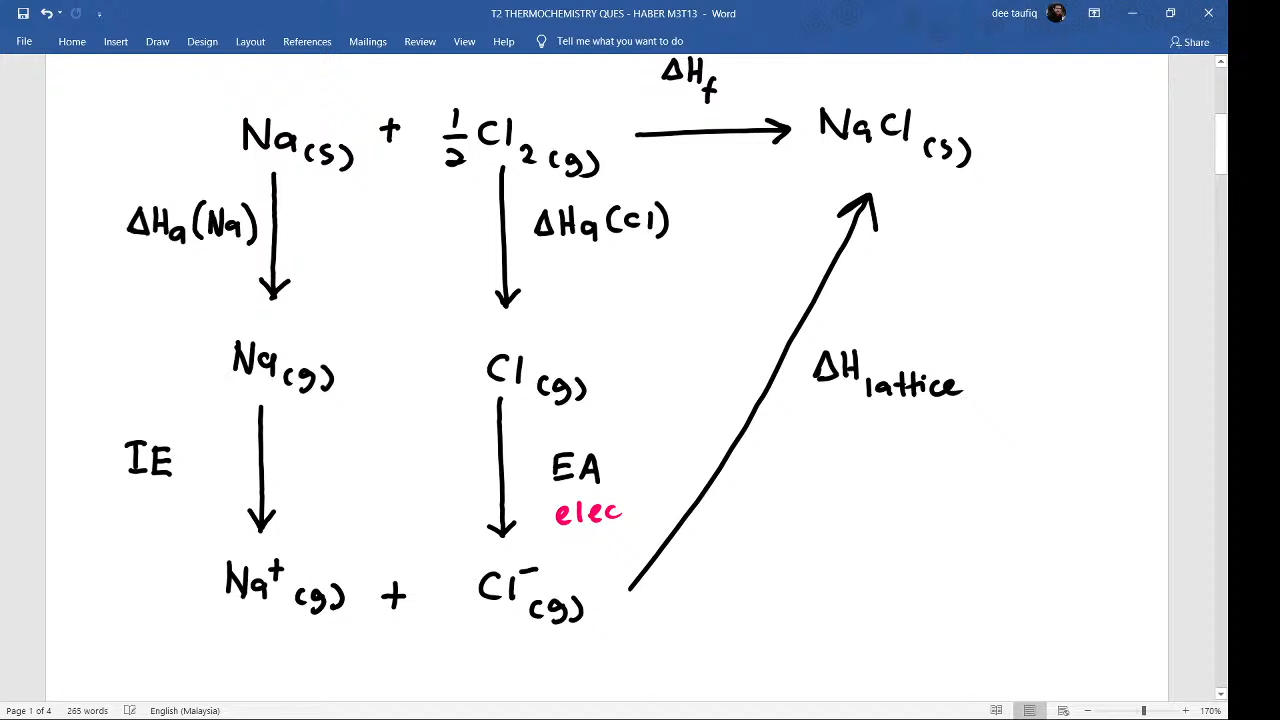 T2 THERMOCHEMISTRY QUES - HABER M3T13 - Word
dee taufiq
File Home Insert Draw Design Layout References Mailings Review View Help Tell me what you want to do Share
ΔHf
Na(s) + 1/2 Cl2(g) NaCl(s)
ΔHa(Na) ΔHa(Cl)
Na(g) Cl(g) ΔHlattice
IE EA
elec
Na+(g) + Cl-(g)
Page 1 of 4 265 words English (Malaysia) 170%